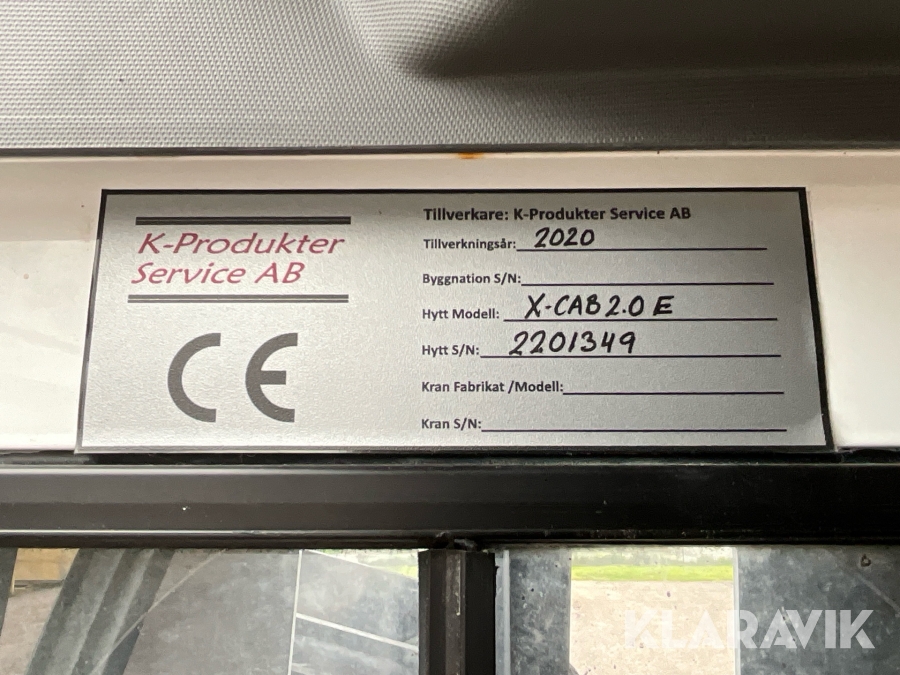 K-Produkter
Service AB
CE
Tillverkare: K-Produkter Service AB
Tillverkningsår: 2020
Byggnation S/N:
Hytt Modell: X-CAB 2.0 E
Hytt S/N: 2201349
Kran Fabrikat /Modell:
Kran S/N:
KLARAVIK